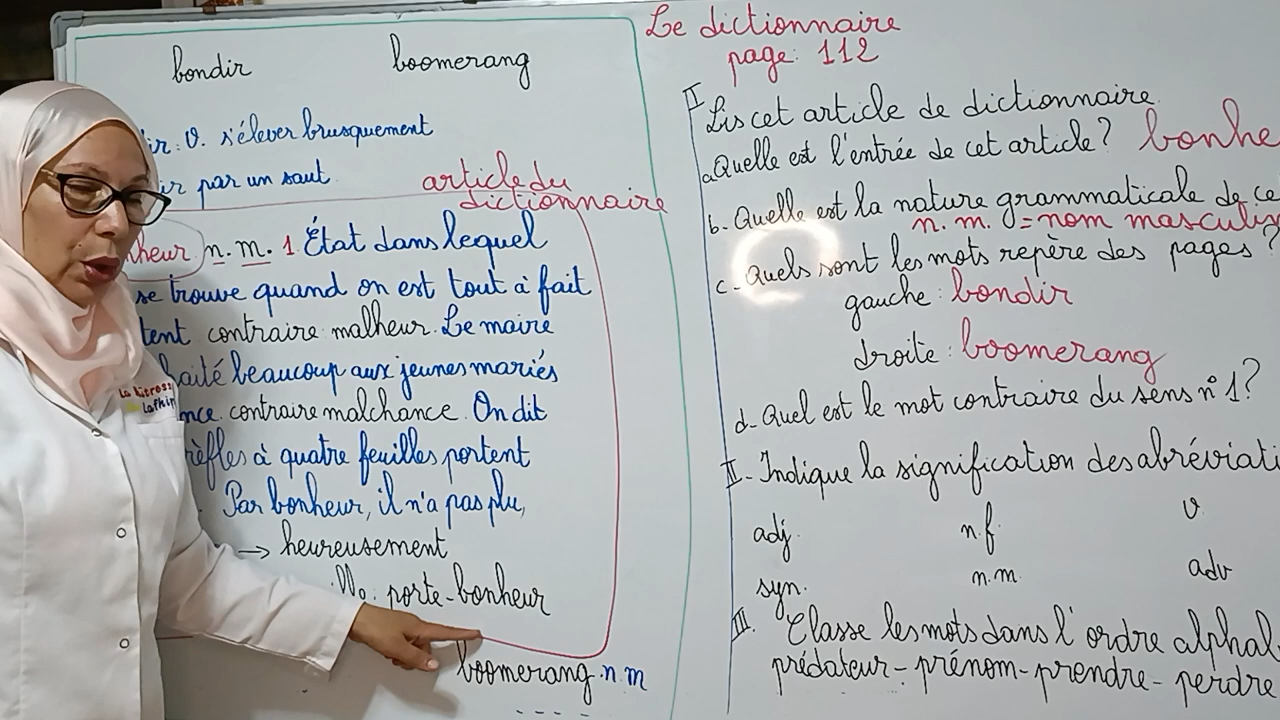 bondir boomerang
ir: v. s'élever brusquement
ir par un saut
article du
dictionnaire
nheur n. m. 1 État dans lequel
se trouve quand on est tout à fait
tent contraire malheur. Le maire
haité beaucoup aux jeunes mariés
nce. contraire malchance. On dit
rèfles à quatre feuilles portent
Par bonheur, il n'a pas plu,
→ heureusement
lle: porte-bonheur
boomerang. n. m
- - - -
Le dictionnaire
page: 112
I Lis cet article de dictionnaire.
a. Quelle est l'entrée de cet article? bonhe
b- Quelle est la nature grammaticale de ce
n. m. = nom masculin
c- Quels sont les mots repère des pages?
gauche: bondir
droite: boomerang
d- Quel est le mot contraire du sens n° 1?
II- Indique la signification des abréviati
adj. n.f. v
syn. n.m. adv
III. Classe les mots dans l'ordre alphab
prédateur - prénom - prendre - perdre
Lafkir